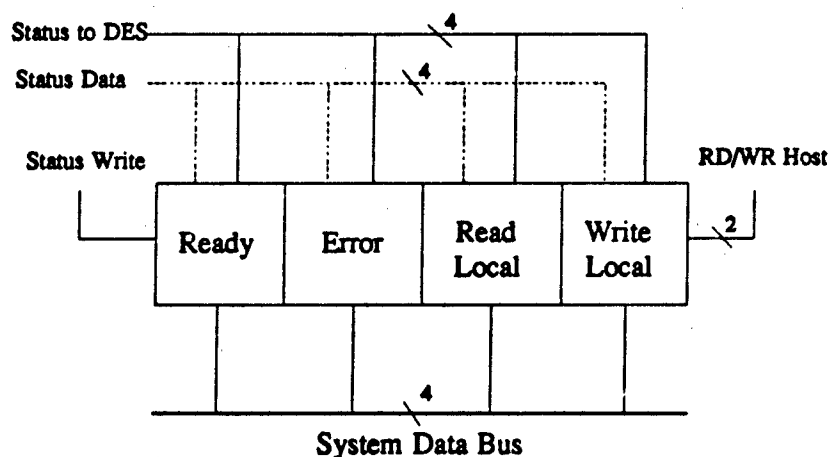 Status to DES
4
Status Data
4
Status Write
RD/WR Host
Ready
Error
Read
Local
Write
Local
2
4
System Data Bus